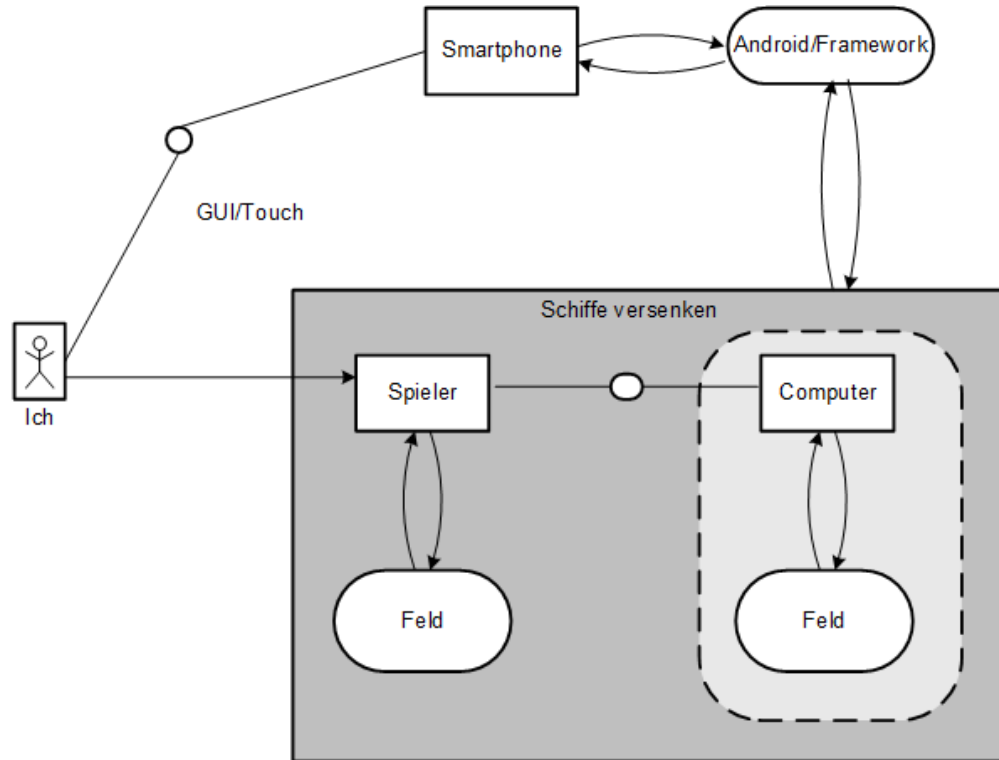 Smartphone
Android/Framework
GUI/Touch
Schiffe versenken
Ich
Spieler
Computer
Feld
Feld